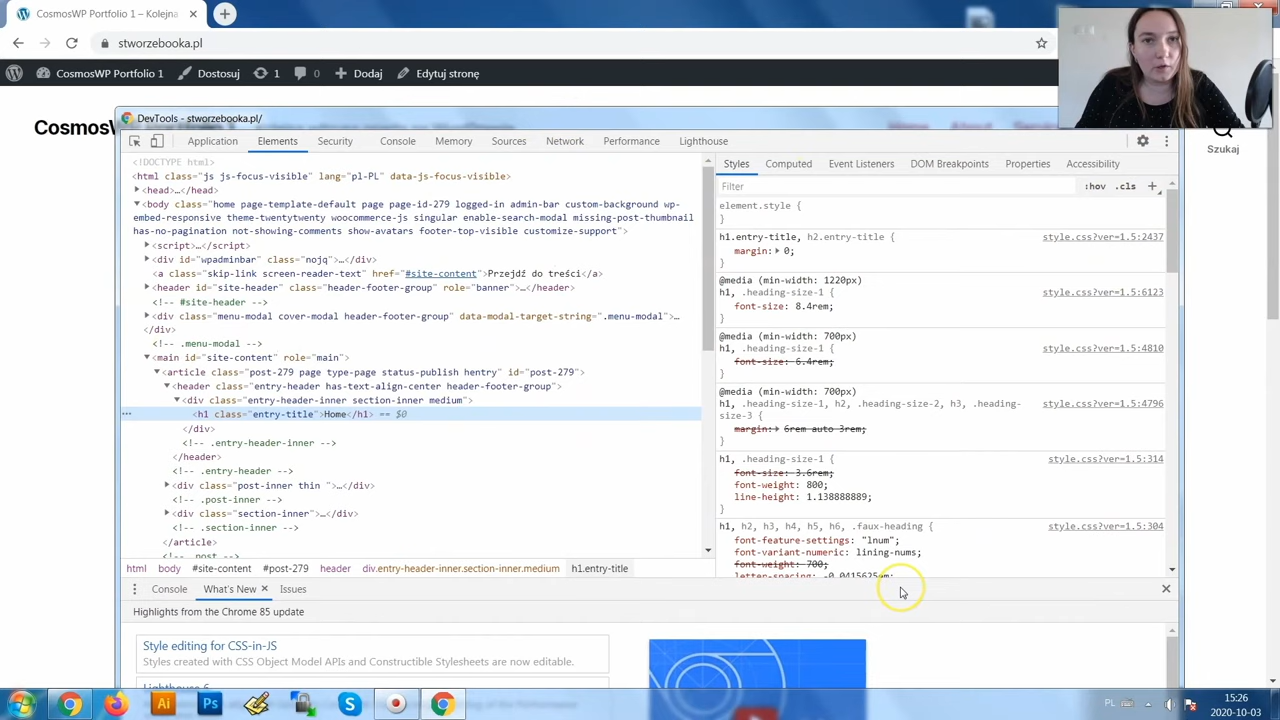 CosmosWP Portfolio 1 – Kolejna
stworzebooka.pl
CosmosWP Portfolio 1
Dostosuj
1
0
Dodaj
Edytuj stronę
DevTools - stworzebooka.pl/
Szukaj
Application Elements Security Console Memory Sources Network Performance Lighthouse
<!DOCTYPE html>
<html class="js js-focus-visible" lang="pl-PL" data-js-focus-visible>
<head>…</head>
<body class="home page-template-default page page-id-279 logged-in admin-bar custom-background wp-
embed-responsive theme-twentytwenty woocommerce-js singular enable-search-modal missing-post-thumbnail
has-no-pagination not-showing-comments show-avatars footer-top-visible customize-support">
<script>…</script>
<div id="wpadminbar" class="nojq">…</div>
<a class="skip-link screen-reader-text" href="#site-content">Przejdź do treści</a>
<header id="site-header" class="header-footer-group" role="banner">…</header>
<!-- #site-header -->
<div class="menu-modal cover-modal header-footer-group" data-modal-target-string=".menu-modal">…
</div>
<!-- .menu-modal -->
<main id="site-content" role="main">
<article class="post-279 page type-page status-publish hentry" id="post-279">
<header class="entry-header has-text-align-center header-footer-group">
<div class="entry-header-inner section-inner medium">
<h1 class="entry-title">Home</h1> == $0
</div>
<!-- .entry-header-inner -->
</header>
<!-- .entry-header -->
<div class="post-inner thin ">…</div>
<!-- .post-inner -->
<div class="section-inner">…</div>
<!-- .section-inner -->
</article>
<!-- .post -->
html body #site-content #post-279 header div.entry-header-inner.section-inner.medium h1.entry-title
Styles Computed Event Listeners DOM Breakpoints Properties Accessibility
Filter :hov .cls +
element.style {
}
h1.entry-title, h2.entry-title { style.css?ver=1.5:2437
margin: 0;
}
@media (min-width: 1220px)
h1, .heading-size-1 { style.css?ver=1.5:6123
font-size: 8.4rem;
}
@media (min-width: 700px)
h1, .heading-size-1 { style.css?ver=1.5:4810
font-size: 6.4rem;
}
@media (min-width: 700px)
h1, .heading-size-1, h2, .heading-size-2, h3, .heading- style.css?ver=1.5:4796
size-3 {
margin: 6rem auto 3rem;
}
h1, .heading-size-1 { style.css?ver=1.5:314
font-size: 3.6rem;
font-weight: 800;
line-height: 1.138888889;
}
h1, h2, h3, h4, h5, h6, .faux-heading { style.css?ver=1.5:304
font-feature-settings: "lnum";
font-variant-numeric: lining-nums;
font-weight: 700;
letter-spacing: -0.0415625em;
Console What's New Issues
Highlights from the Chrome 85 update
Style editing for CSS-in-JS
Styles created with CSS Object Model APIs and Constructible Stylesheets are now editable.
Lighthouse 6
Ai
Ps
PL
15:26
2020-10-03